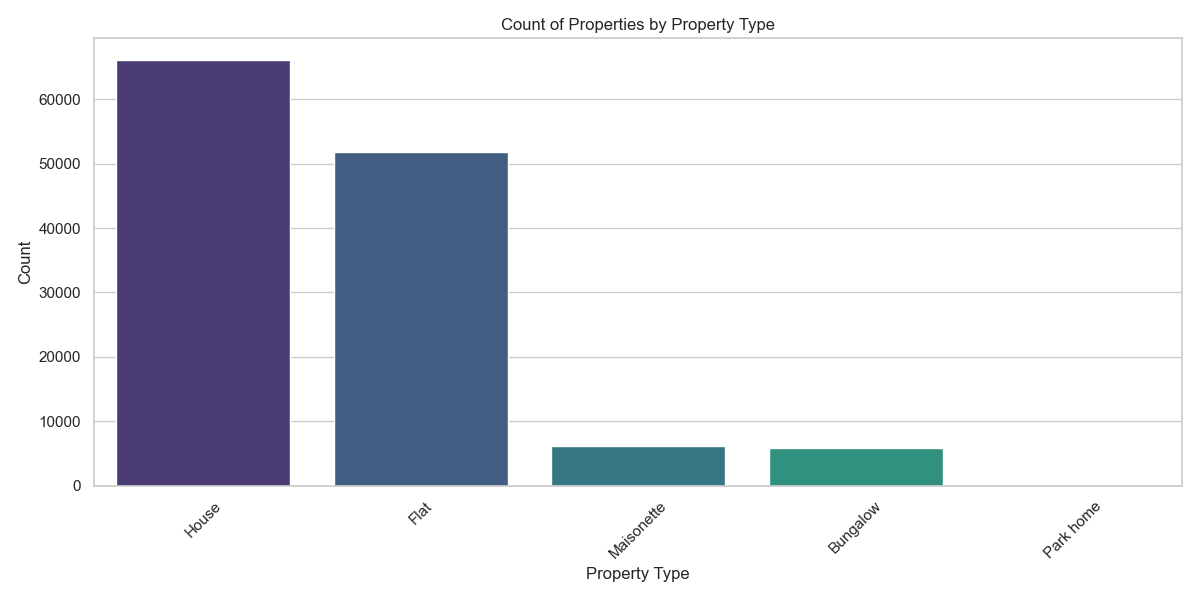 Count of Properties by Property Type
60000
50000
40000
30000
20000
10000
0
Count
House
Flat
Maisonette
Bungalow
Park home
Property Type